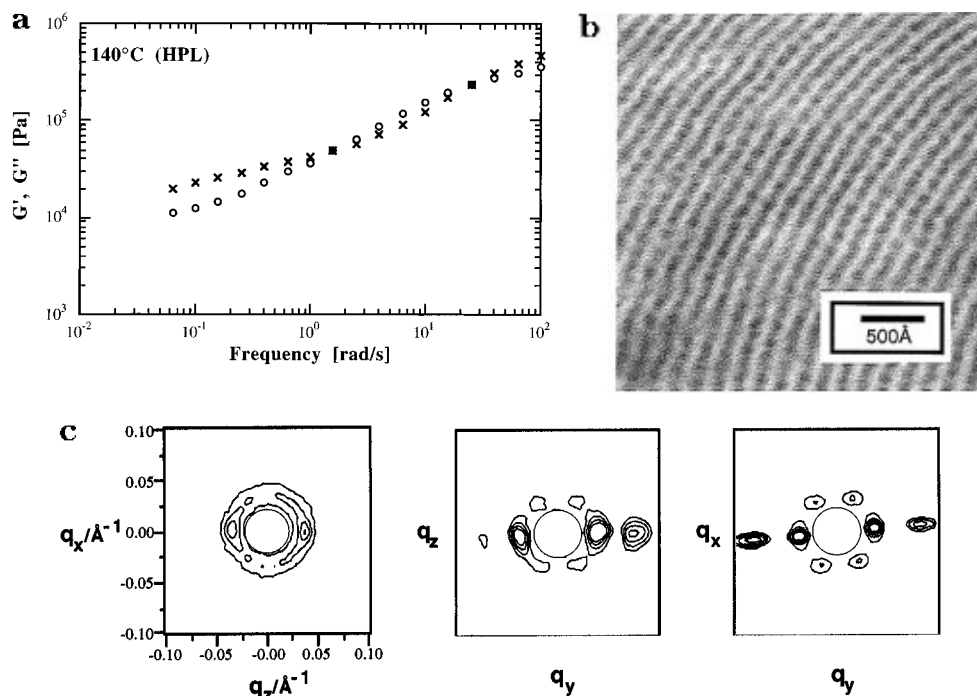 a
10^6
140°C (HPL)
10^5
G', G" [Pa]
10^4
10^3
10^-2
10^-1
10^0
10^1
10^2
Frequency [rad/s]
b
500Å
c
0.10
0.05
q_x/Å^-1
0.00
-0.05
-0.10
-0.10 -0.05 -0.00 0.05 0.10
q_z/Å^-1
q_z
q_y
q_x
q_y